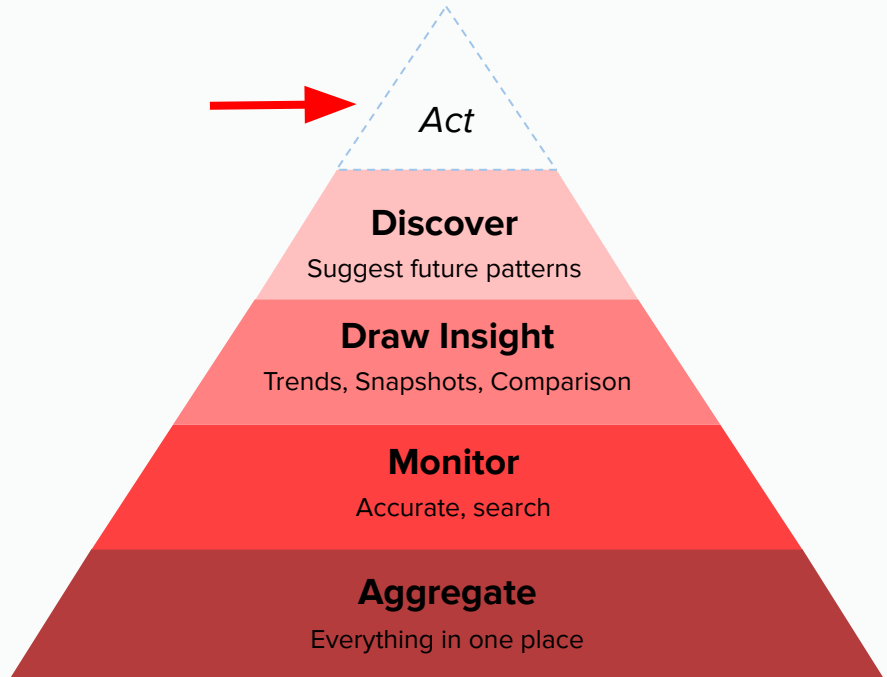 Act
Discover
Suggest future patterns
Draw Insight
Trends, Snapshots, Comparison
Monitor
Accurate, search
Aggregate
Everything in one place